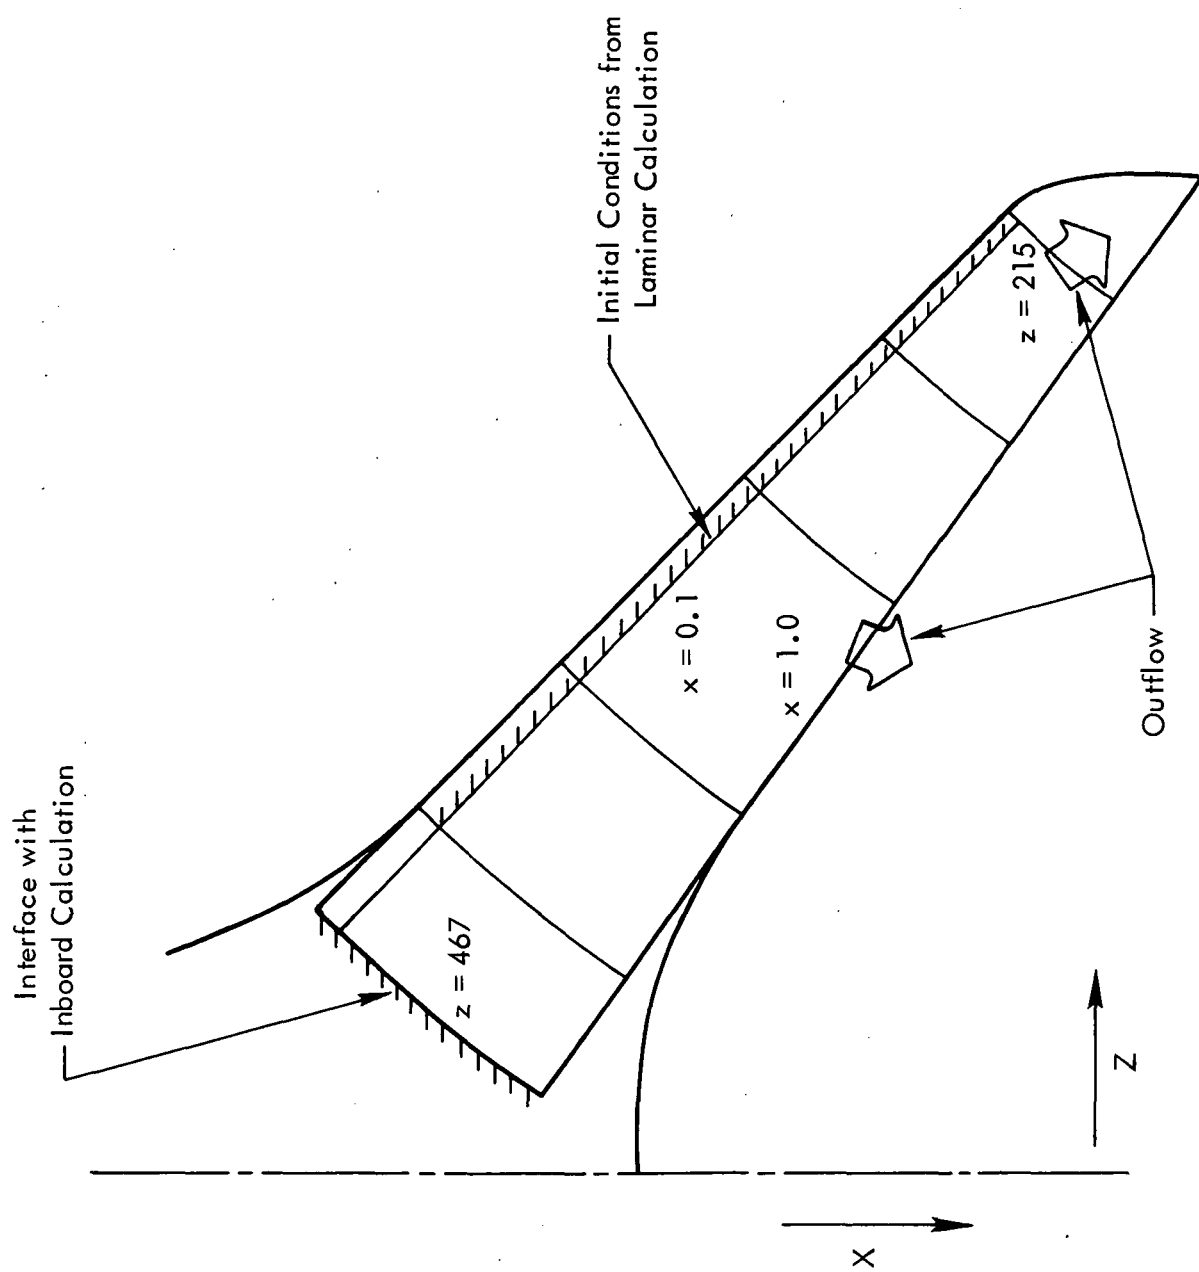 Interface with
Inboard Calculation
Initial Conditions from
Laminar Calculation
z = 467
x = 0.1
x = 1.0
z = 215
Outflow
X
Z